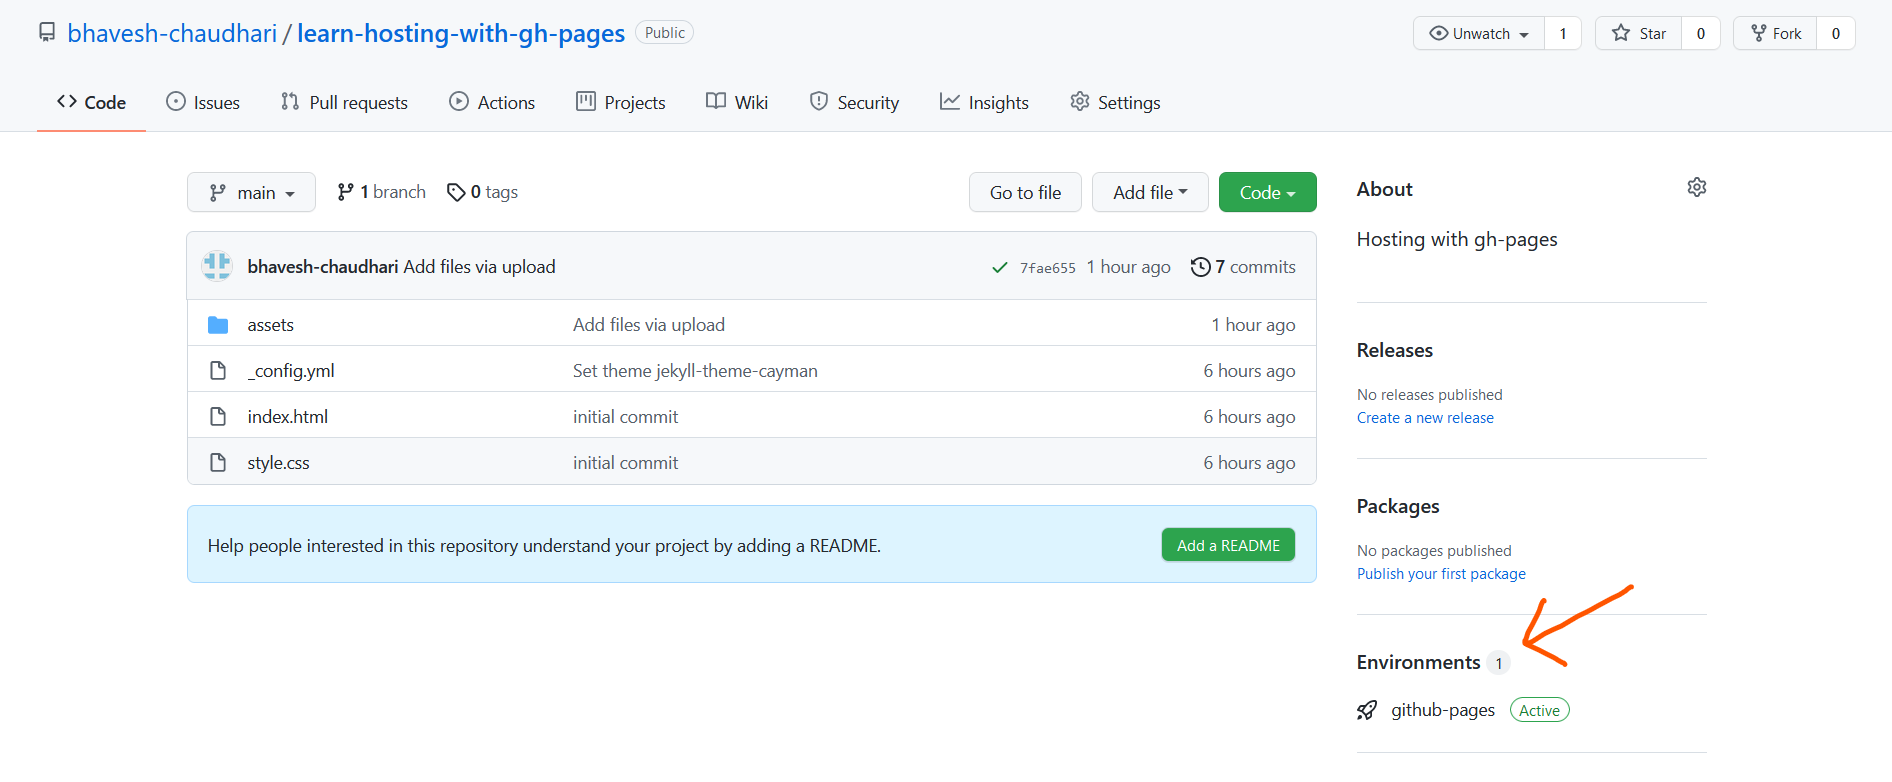 bhavesh-chaudhari / learn-hosting-with-gh-pages Public Unwatch 1 Star 0 Fork 0
Code Issues Pull requests Actions Projects Wiki Security Insights Settings
main 1 branch 0 tags Go to file Add file Code
bhavesh-chaudhari Add files via upload 7fae655 1 hour ago 7 commits
assets Add files via upload 1 hour ago
_config.yml Set theme jekyll-theme-cayman 6 hours ago
index.html initial commit 6 hours ago
style.css initial commit 6 hours ago
Help people interested in this repository understand your project by adding a README. Add a README
About
Hosting with gh-pages
Releases
No releases published
Create a new release
Packages
No packages published
Publish your first package
Environments 1
github-pages Active